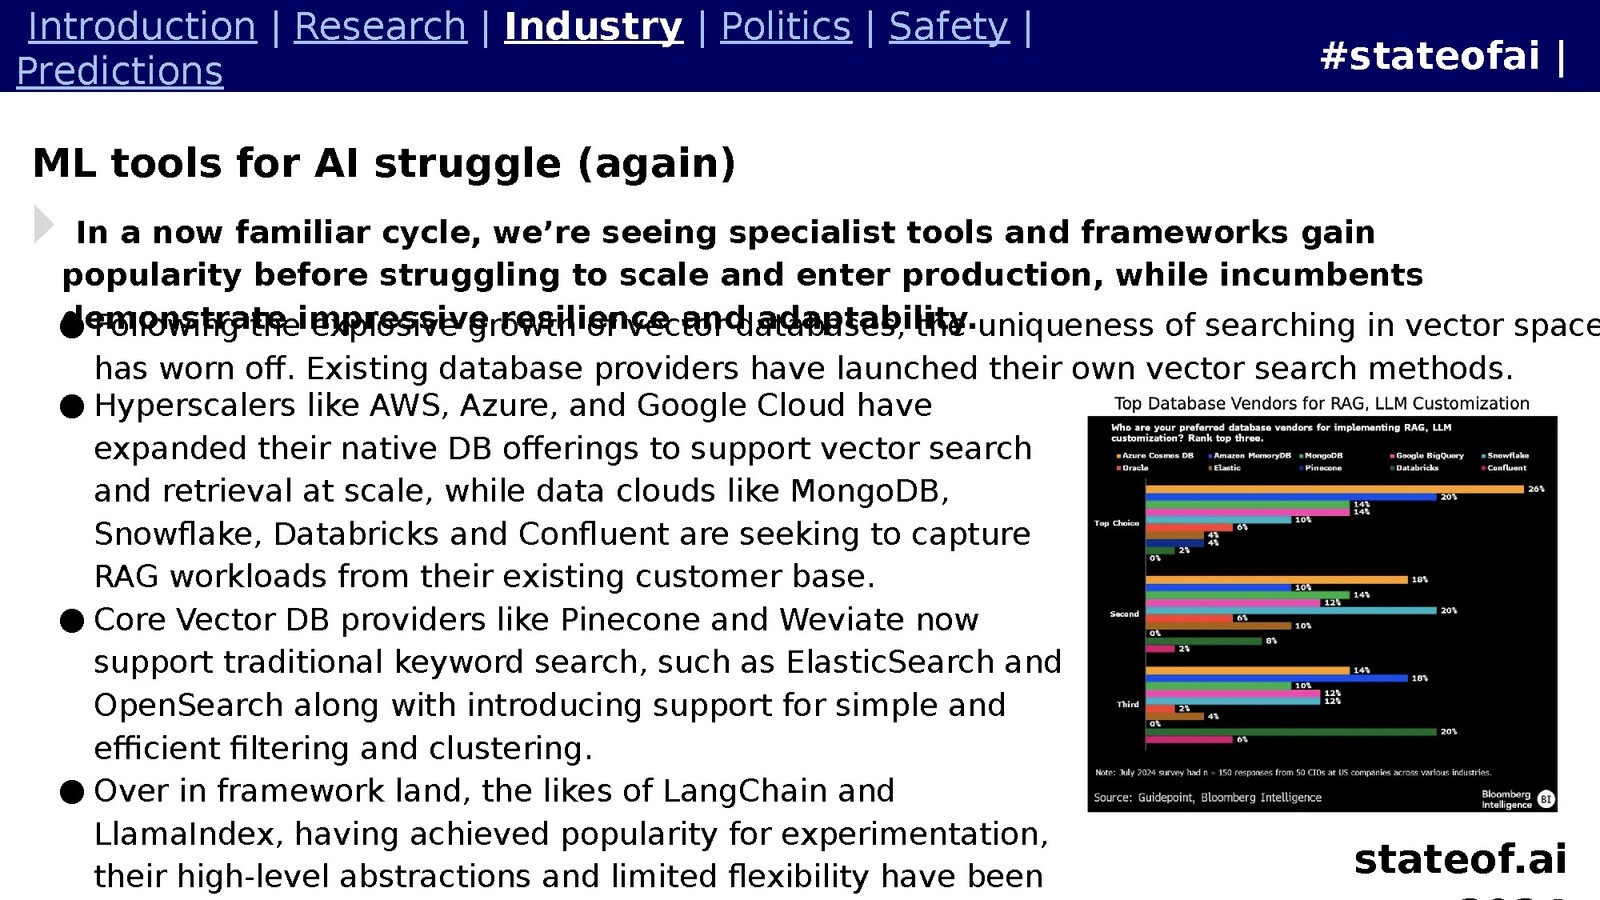 Introduction | Research | Industry | Politics | Safety |
Predictions
#stateofai |
ML tools for AI struggle (again)
In a now familiar cycle, we’re seeing specialist tools and frameworks gain
popularity before struggling to scale and enter production, while incumbents
demonstrate impressive resilience and adaptability.
● Following the explosive growth of vector databases, the uniqueness of searching in vector space
has worn off. Existing database providers have launched their own vector search methods.
● Hyperscalers like AWS, Azure, and Google Cloud have
expanded their native DB offerings to support vector search
and retrieval at scale, while data clouds like MongoDB,
Snowflake, Databricks and Confluent are seeking to capture
RAG workloads from their existing customer base.
● Core Vector DB providers like Pinecone and Weviate now
support traditional keyword search, such as ElasticSearch and
OpenSearch along with introducing support for simple and
efficient filtering and clustering.
● Over in framework land, the likes of LangChain and
LlamaIndex, having achieved popularity for experimentation,
their high-level abstractions and limited flexibility have been
Top Database Vendors for RAG, LLM Customization
Who are your preferred database vendors for implementing RAG, LLM
customization? Rank top three.
Azure Cosmos DB Amazon MemoryDB MongoDB Google BigQuery Snowflake
Oracle Elastic Pinecone Databricks Confluent
Top Choice
26%
20%
14%
14%
10%
6%
4%
4%
2%
0%
Second
18%
10%
14%
12%
20%
6%
10%
0%
8%
2%
Third
14%
18%
10%
12%
12%
2%
4%
0%
20%
6%
Note: July 2024 survey had n = 150 responses from 50 CIOs at US companies across various industries.
Source: Guidepoint, Bloomberg Intelligence
Bloomberg
Intelligence BI
stateof.ai